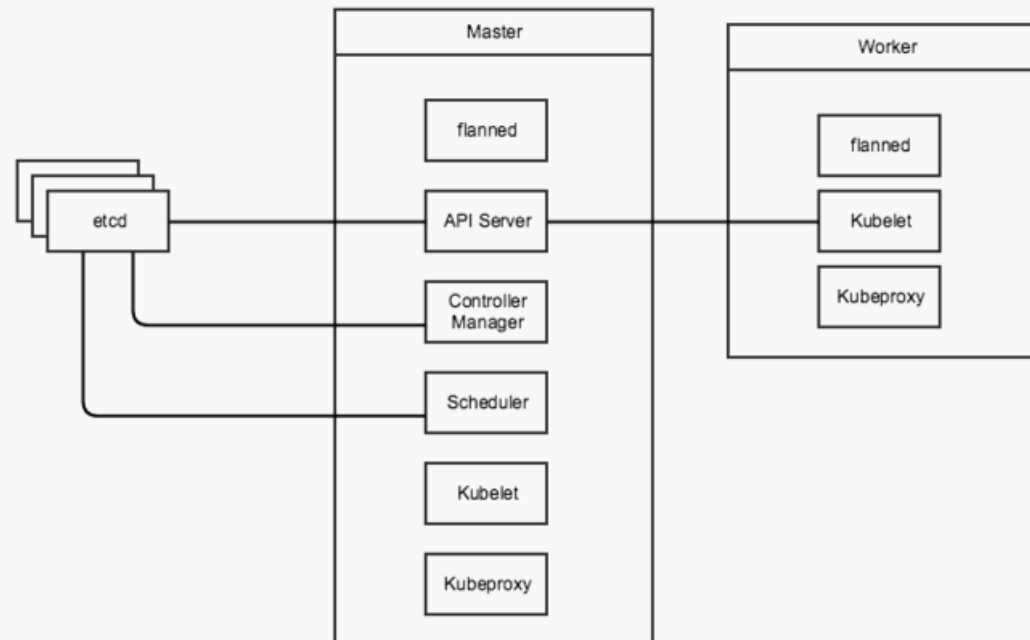 Master
Worker
flanned
flanned
etcd
API Server
Kubelet
Controller
Manager
Kubeproxy
Scheduler
Kubelet
Kubeproxy